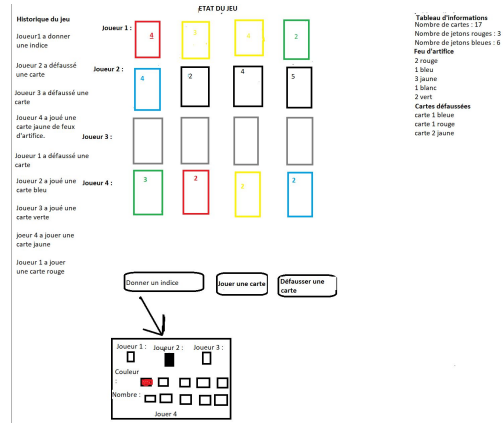 ETAT DU JEU
Historique du jeu
Joueur1 a donner
une indice
Joueur 2 a défaussé
une carte
Joueur 3 a défaussé une
carte
Joueur 4 a joué une
carte jaune de feux
d'artifice.
Joueur 1 a défaussé une
carte
Joueur 2 a joué une
carte bleu
Joueur 3 a joué une
carte verte
joeur 4 a jouer une
carte jaune
Joueur 1 a jouer
une carte rouge
Joueur 1 :
4
2
Joueur 2 :
4
2
4
5
Joueur 3 :
Joueur 4 :
3
2
2
Tableau d'informations
Nombre de cartes : 17
Nombre de jetons rouges : 3
Nombre de jetons bleues : 6
Feu d'artifice
2 rouge
1 bleu
3 jaune
1 blanc
2 vert
Cartes défaussées
carte 1 bleue
carte 1 rouge
carte 2 jaune
Donner un indice
Jouer une carte
Défausser une
carte
Joueur 1 : Joueur 2 : Joueur 3 :
Couleur
:
Nombre :
Jouer 4